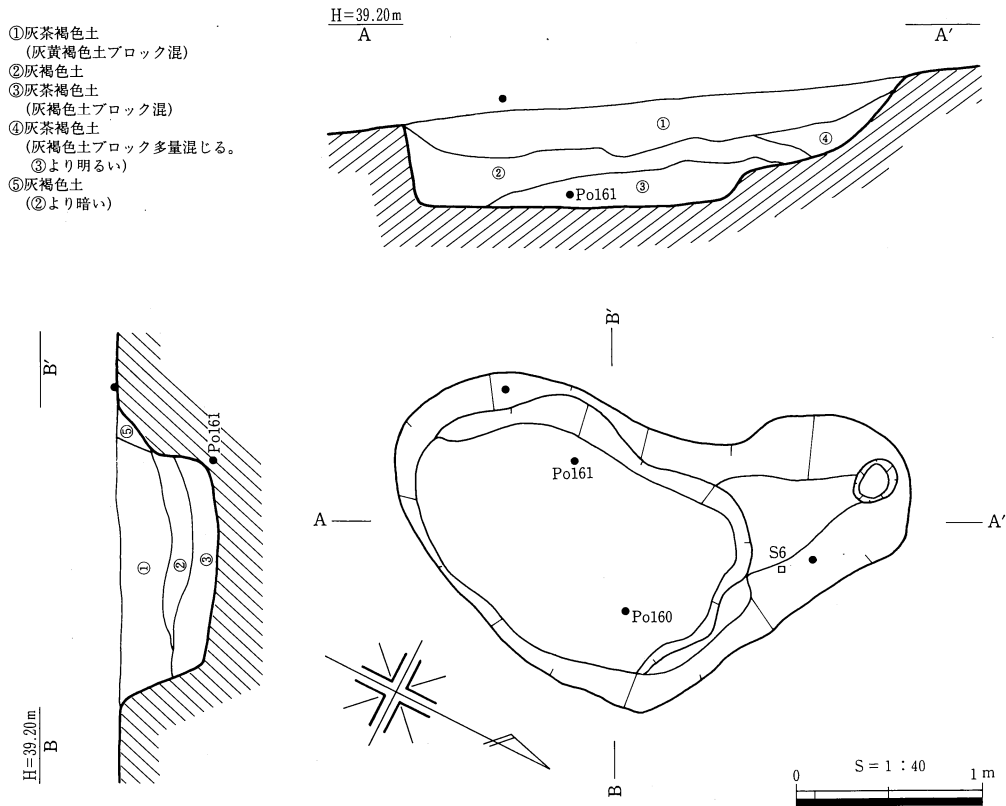 ①灰茶褐色土
(灰黄褐色土ブロック混)
②灰褐色土
③灰茶褐色土
(灰褐色土ブロック混)
④灰茶褐色土
(灰褐色土ブロック多量混じる。
③より明るい)
⑤灰褐色土
(②より暗い)
H=39.20m
A
A′
①
②
③
④
Po161
B′
⑤
Po161
①
②
③
H=39.20m
B
B′
Po161
A
A′
S6
Po160
B
S=1:40
0
1m